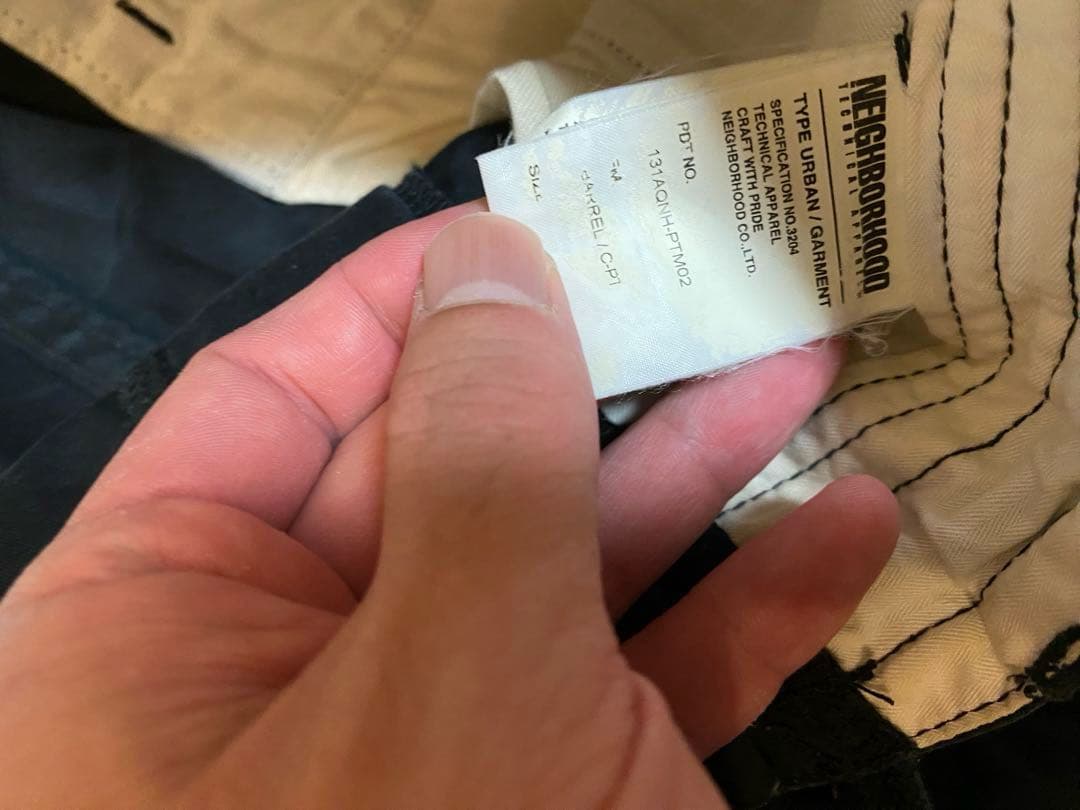 NEIGHBORHOOD
TECHNICAL APPAREL
TYPE URBAN / GARMENT
SPECIFICATION NO.3204
TECHNICAL APPAREL
CRAFT WITH PRIDE
NEIGHBORHOOD CO.,LTD.
PDT NO.
131AQNH-PTM02
/ C-PT